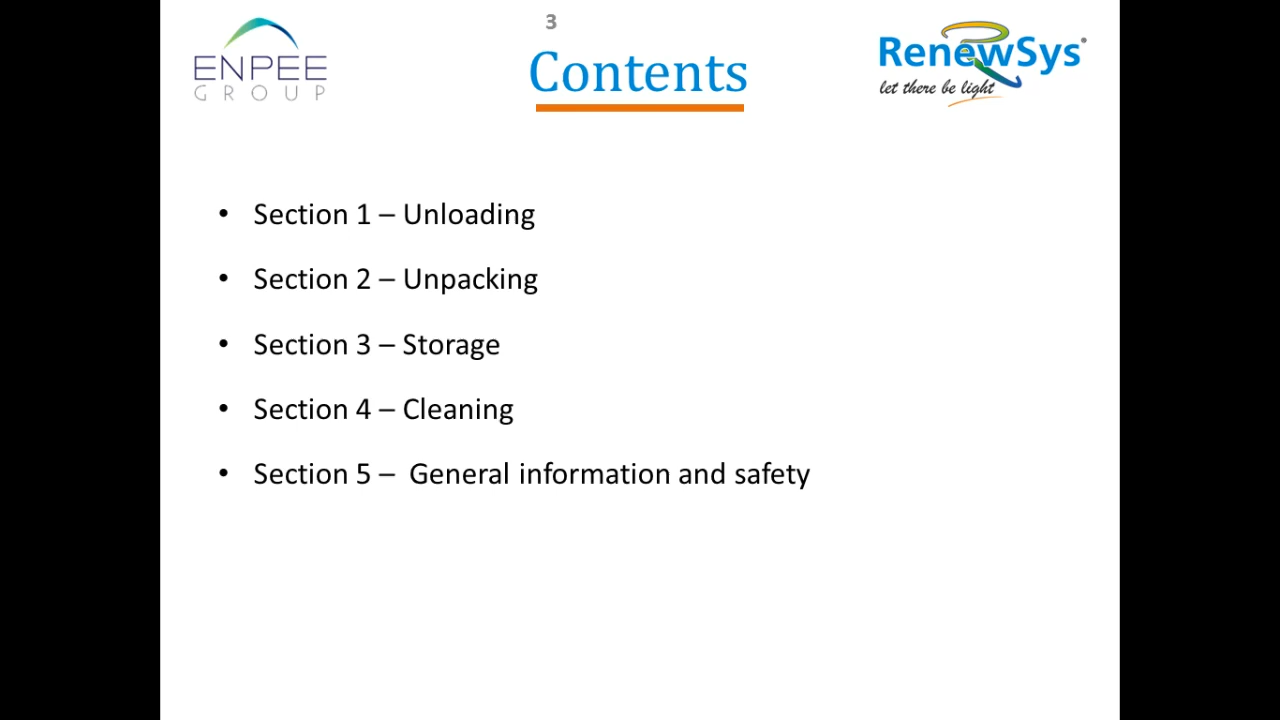 3
ENPEE
GROUP
Contents
RenewSys
let there be light
• Section 1 – Unloading
• Section 2 – Unpacking
• Section 3 – Storage
• Section 4 – Cleaning
• Section 5 – General information and safety